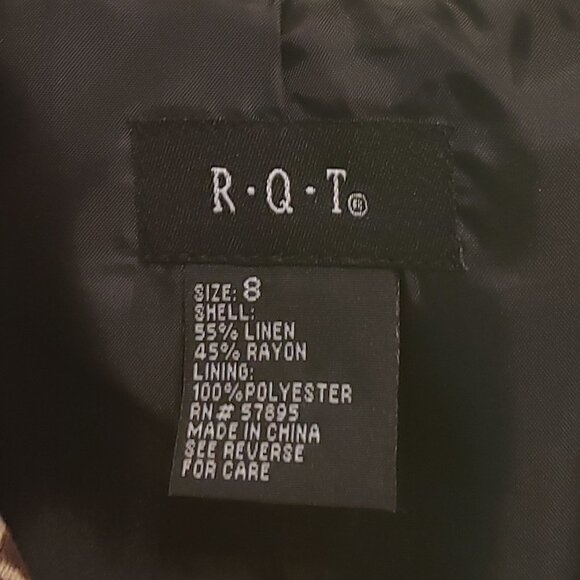 R·Q·T®
SIZE: 8
SHELL:
55% LINEN
45% RAYON
LINING:
100%POLYESTER
RN# 57895
MADE IN CHINA
SEE REVERSE
FOR CARE